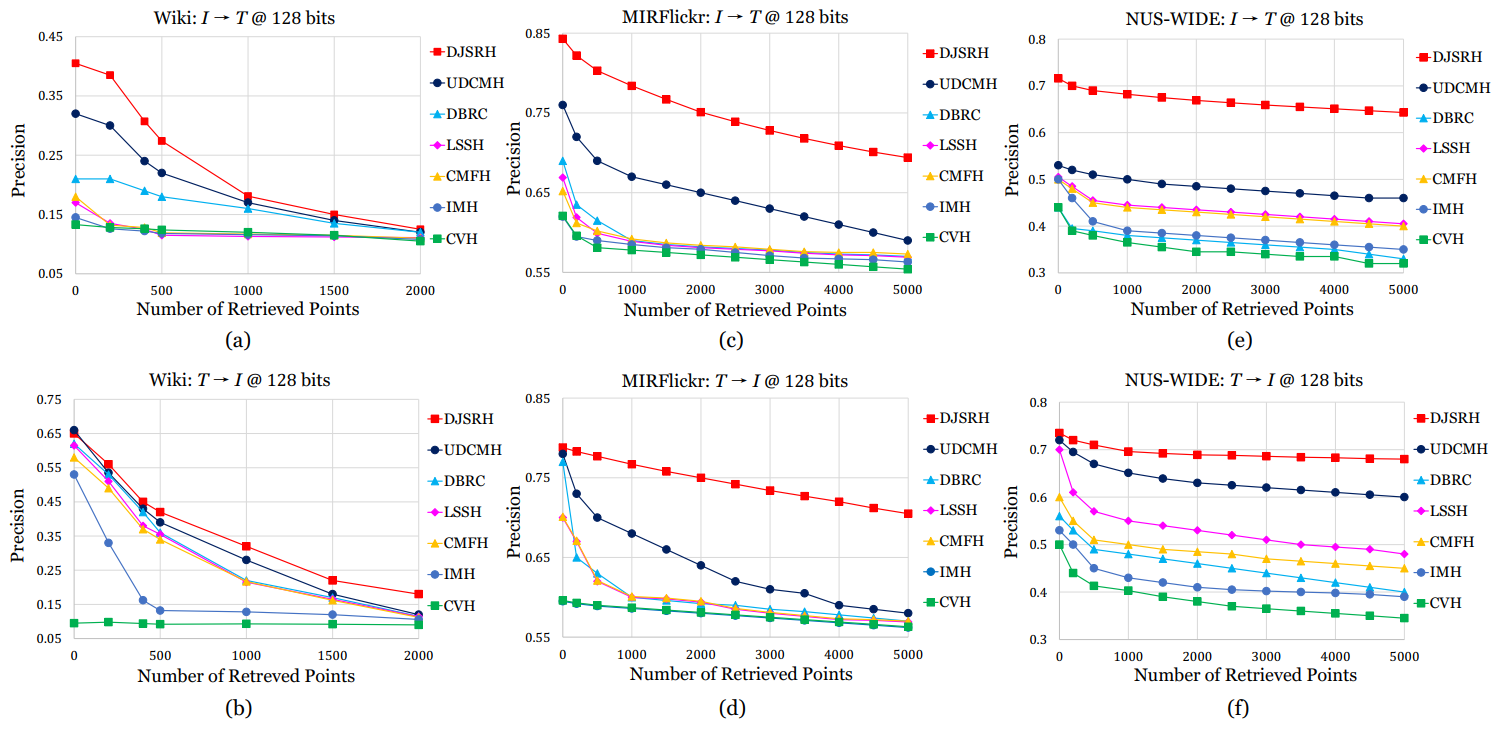 Wiki: I → T @ 128 bits
0.45
0.35
0.25
0.15
0.05
Precision
0
500
1000
1500
2000
Number of Retrieved Points
DJSRH
UDCMH
DBRC
LSSH
CMFH
IMH
CVH
(a)
MIRFlickr: I → T @ 128 bits
0.85
0.75
0.65
0.55
Precision
0
1000
2000
3000
4000
5000
Number of Retrieved Points
DJSRH
UDCMH
DBRC
LSSH
CMFH
IMH
CVH
(c)
NUS-WIDE: I → T @ 128 bits
0.8
0.7
0.6
0.5
0.4
0.3
Precision
0
1000
2000
3000
4000
5000
Number of Retrieved Points
DJSRH
UDCMH
DBRC
LSSH
CMFH
IMH
CVH
(e)
Wiki: T → I @ 128 bits
0.75
0.65
0.55
0.45
0.35
0.25
0.15
0.05
Precision
0
500
1000
1500
2000
Number of Retreved Points
DJSRH
UDCMH
DBRC
LSSH
CMFH
IMH
CVH
(b)
MIRFlickr: T → I @ 128 bits
0.85
0.75
0.65
0.55
Precision
0
1000
2000
3000
4000
5000
Number of Retrieved Points
DJSRH
UDCMH
DBRC
LSSH
CMFH
IMH
CVH
(d)
NUS-WIDE: T → I @ 128 bits
0.8
0.7
0.6
0.5
0.4
0.3
Precision
0
1000
2000
3000
4000
5000
Number of Retrieved Points
DJSRH
UDCMH
DBRC
LSSH
CMFH
IMH
CVH
(f)